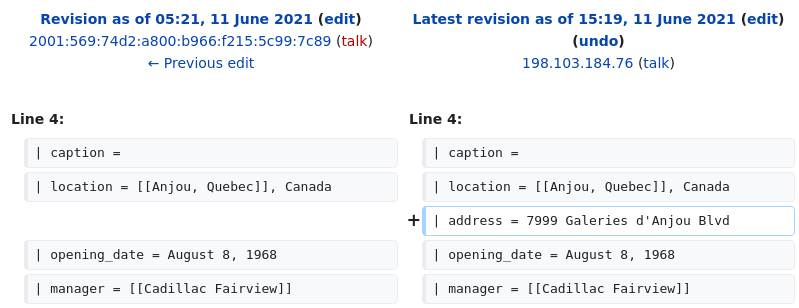 Revision as of 05:21, 11 June 2021 (edit)
2001:569:74d2:a800:b966:f215:5c99:7c89 (talk)
← Previous edit
Latest revision as of 15:19, 11 June 2021 (edit)
(undo)
198.103.184.76 (talk)
Line 4:
Line 4:
| caption =
| caption =
| location = [[Anjou, Quebec]], Canada
| location = [[Anjou, Quebec]], Canada
+ | address = 7999 Galeries d'Anjou Blvd
| opening_date = August 8, 1968
| opening_date = August 8, 1968
| manager = [[Cadillac Fairview]]
| manager = [[Cadillac Fairview]]